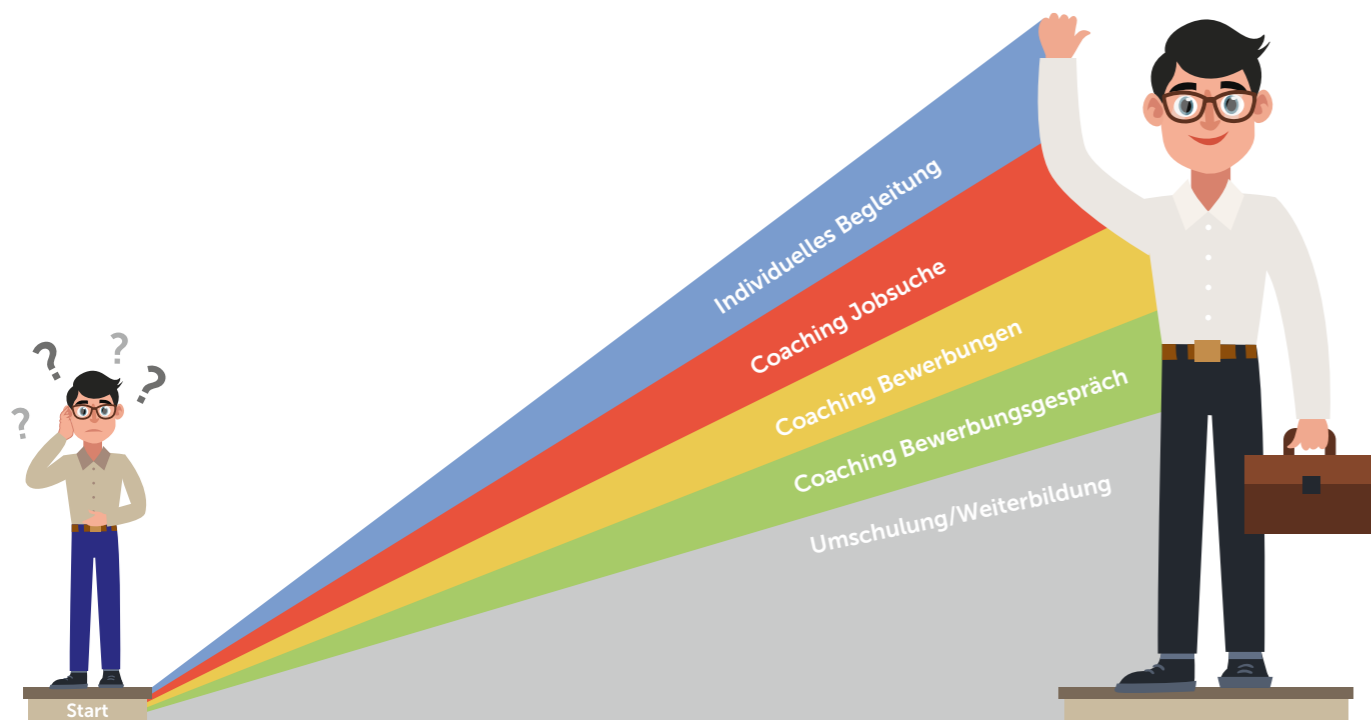 ? ? ? ?
Individuelles Begleitung
Coaching Jobsuche
Coaching Bewerbungen
Coaching Bewerbungsgespräch
Umschulung/Weiterbildung
Start